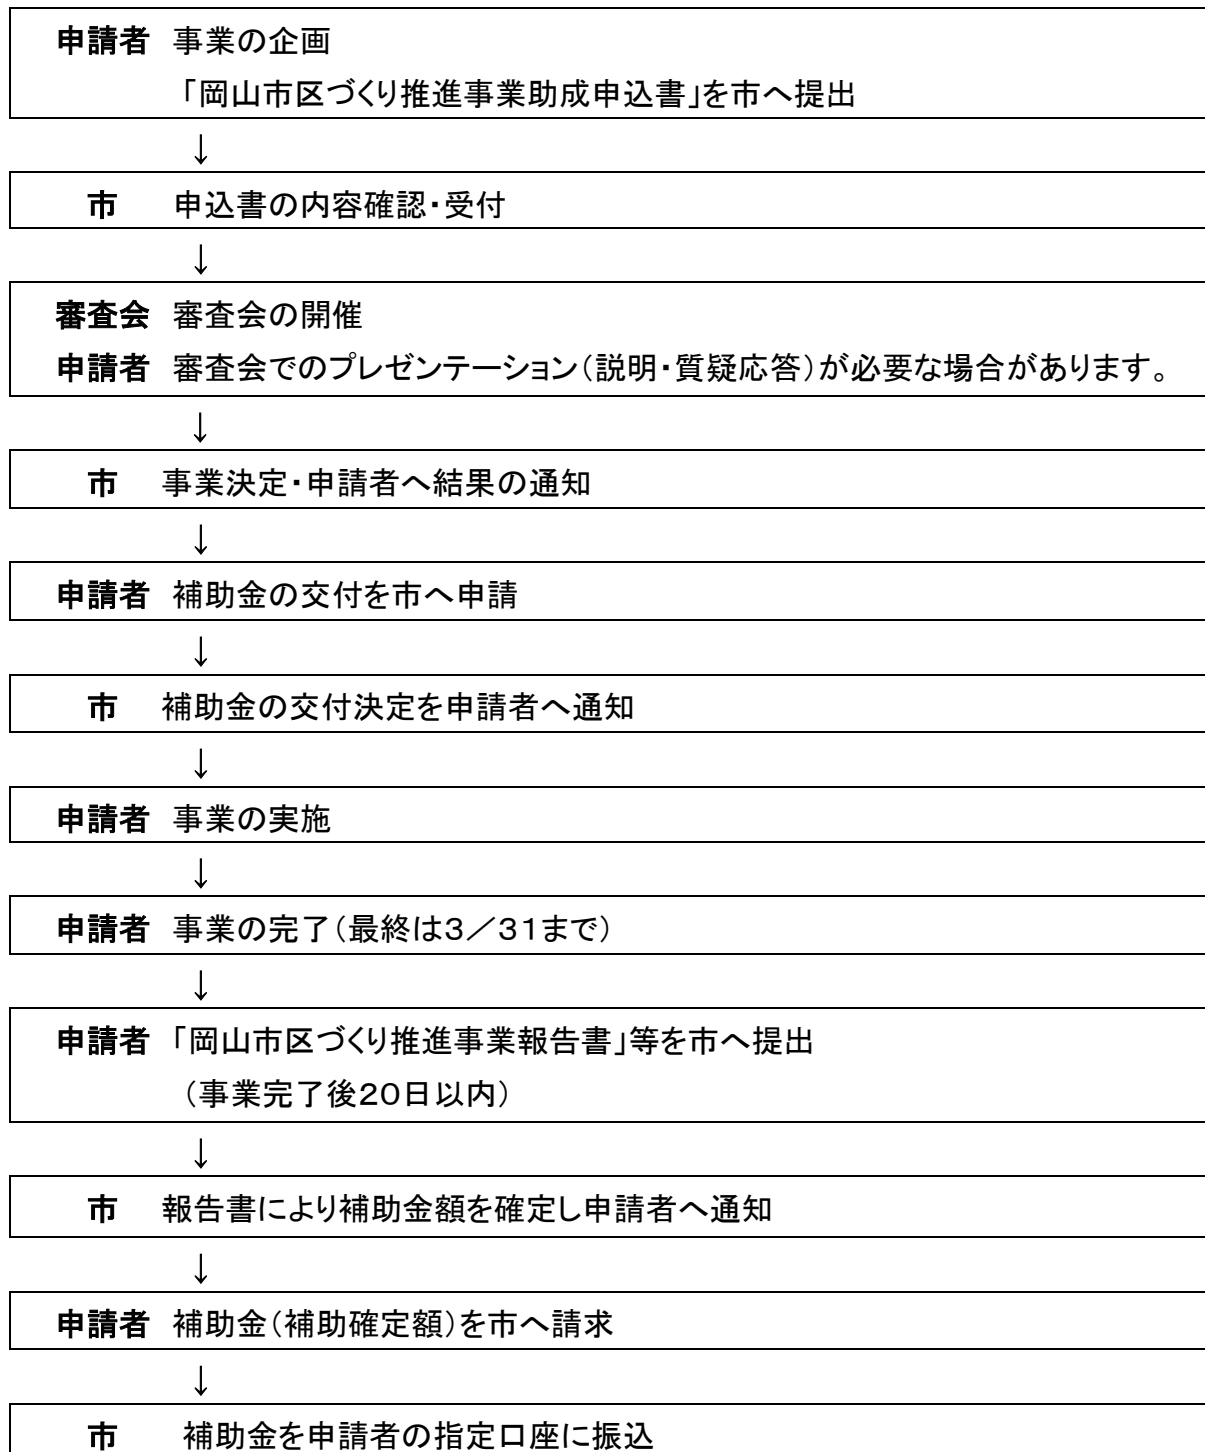 申請者 事業の企画
「岡山市区づくり推進事業助成申込書」を市へ提出
↓
市 申込書の内容確認・受付
↓
審査会 審査会の開催
申請者 審査会でのプレゼンテーション(説明・質疑応答)が必要な場合があります。
↓
市 事業決定・申請者へ結果の通知
↓
申請者 補助金の交付を市へ申請
↓
市 補助金の交付決定を申請者へ通知
↓
申請者 事業の実施
↓
申請者 事業の完了(最終は3/31まで)
↓
申請者 「岡山市区づくり推進事業報告書」等を市へ提出
(事業完了後20日以内)
↓
市 報告書により補助金額を確定し申請者へ通知
↓
申請者 補助金(補助確定額)を市へ請求
↓
市 補助金を申請者の指定口座に振込